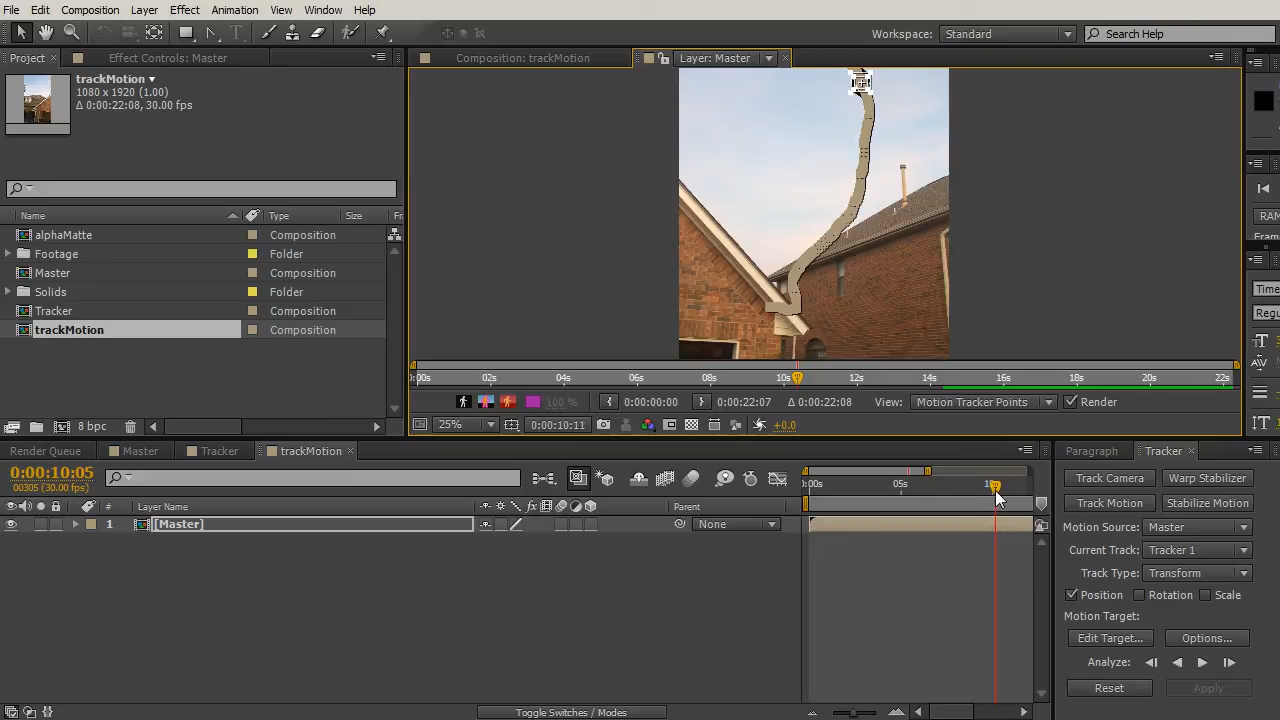 File Edit Composition Layer Effect Animation View Window Help
Workspace: Standard Search Help
Project Effect Controls: Master Composition: trackMotion Layer: Master
trackMotion
1080 x 1920 (1.00)
Δ 0:00:22:08, 30.00 fps
Name Type Size Fra
alphaMatte Composition
Footage Folder
Master Composition
Solids Folder
Tracker Composition
trackMotion Composition
8 bpc
:00s 02s 04s 06s 08s 10s 12s 14s 16s 18s 20s 22s
100 % 0:00:00:00 0:00:22:07 Δ 0:00:22:08 View: Motion Tracker Points Render
25% 0:00:10:11 +0.0
RAM
Time
Regu
Render Queue Master Tracker trackMotion
0:00:10:05
00305 (30.00 fps)
:00s 05s 10s
# Layer Name Parent
1 [Master] None
Toggle Switches / Modes
Paragraph Tracker
Track Camera Warp Stabilizer
Track Motion Stabilize Motion
Motion Source: Master
Current Track: Tracker 1
Track Type: Transform
Position Rotation Scale
Motion Target:
Edit Target... Options...
Analyze:
Reset Apply